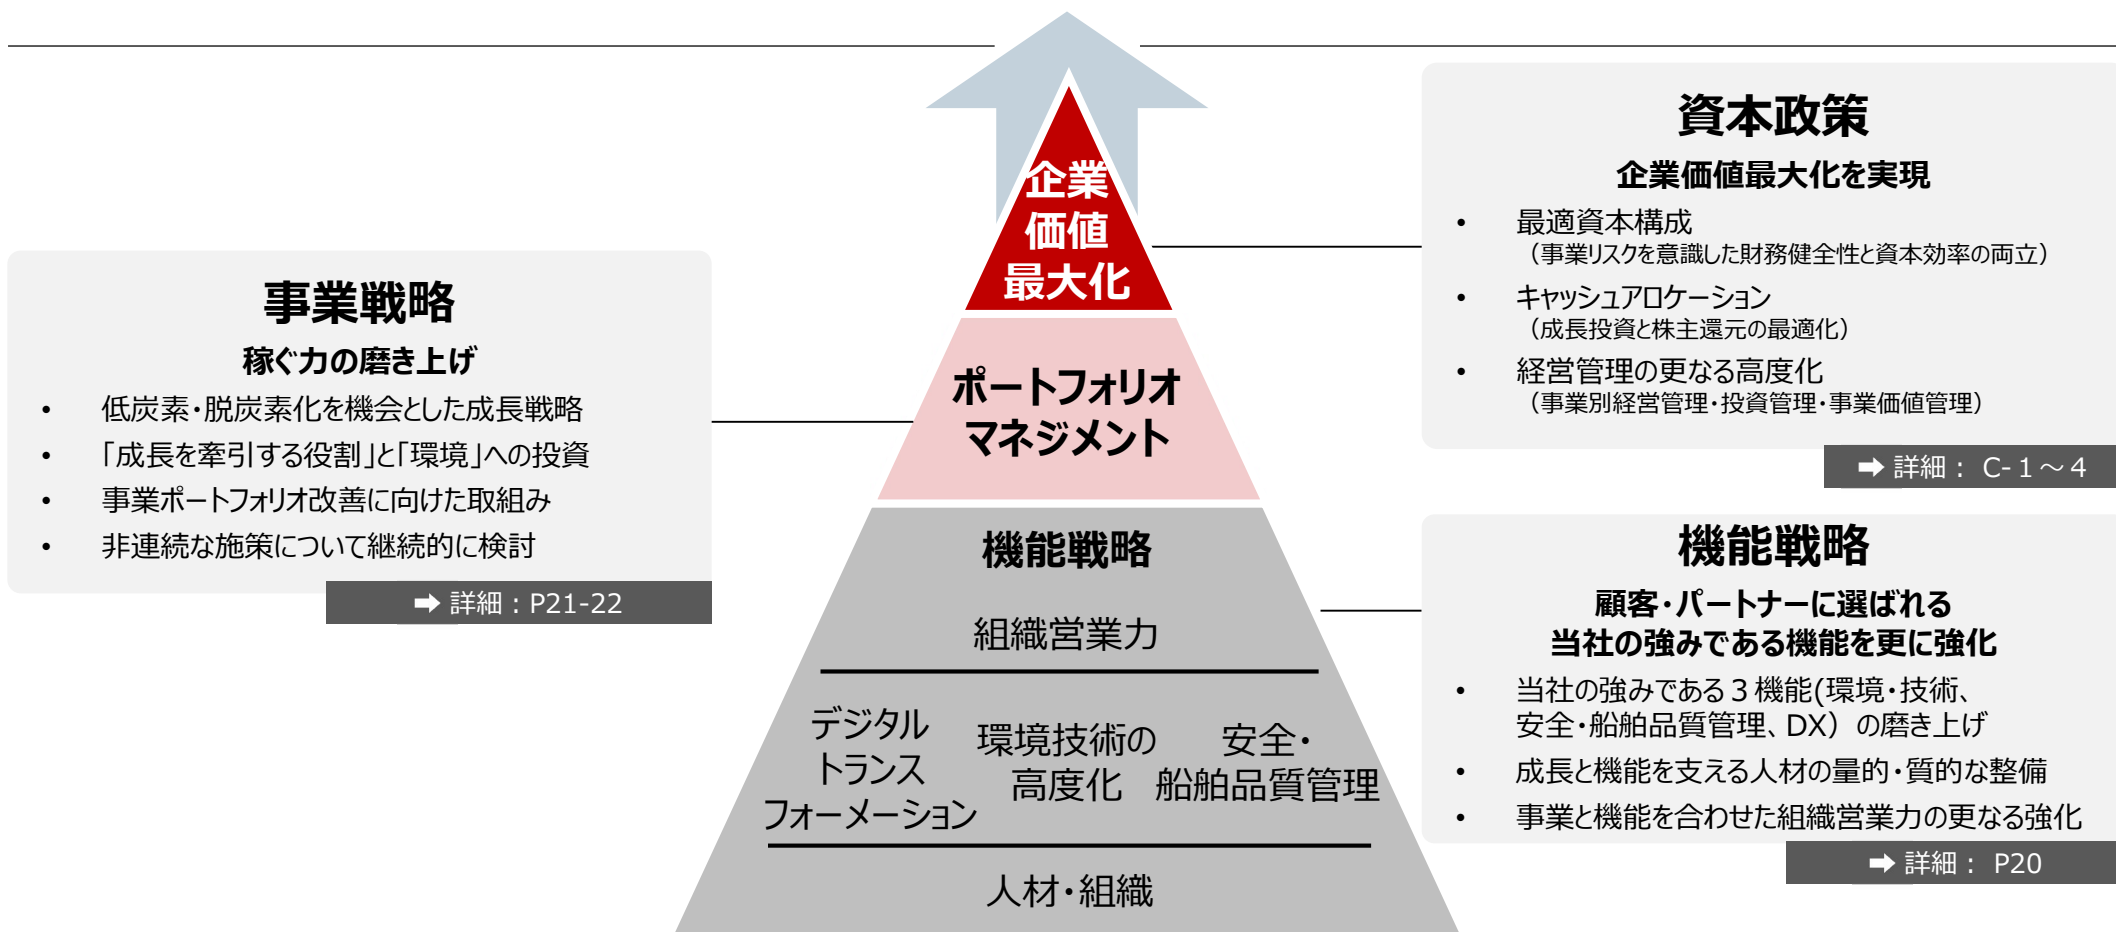 事業戦略
稼ぐ力の磨き上げ
• 低炭素・脱炭素化を機会とした成長戦略
• 「成長を牽引する役割」と「環境」への投資
• 事業ポートフォリオ改善に向けた取組み
• 非連続な施策について継続的に検討
➡ 詳細：P21-22
企業
価値
最大化
ポートフォリオ
マネジメント
機能戦略
組織営業力
デジタル
トランス
フォーメーション
環境技術の
高度化
安全・
船舶品質管理
人材・組織
資本政策
企業価値最大化を実現
• 最適資本構成
（事業リスクを意識した財務健全性と資本効率の両立）
• キャッシュアロケーション
（成長投資と株主還元の最適化）
• 経営管理の更なる高度化
（事業別経営管理・投資管理・事業価値管理）
➡ 詳細： C-１～４
機能戦略
顧客・パートナーに選ばれる
当社の強みである機能を更に強化
• 当社の強みである３機能(環境・技術、
安全・船舶品質管理、DX）の磨き上げ
• 成長と機能を支える人材の量的・質的な整備
• 事業と機能を合わせた組織営業力の更なる強化
➡ 詳細： P20